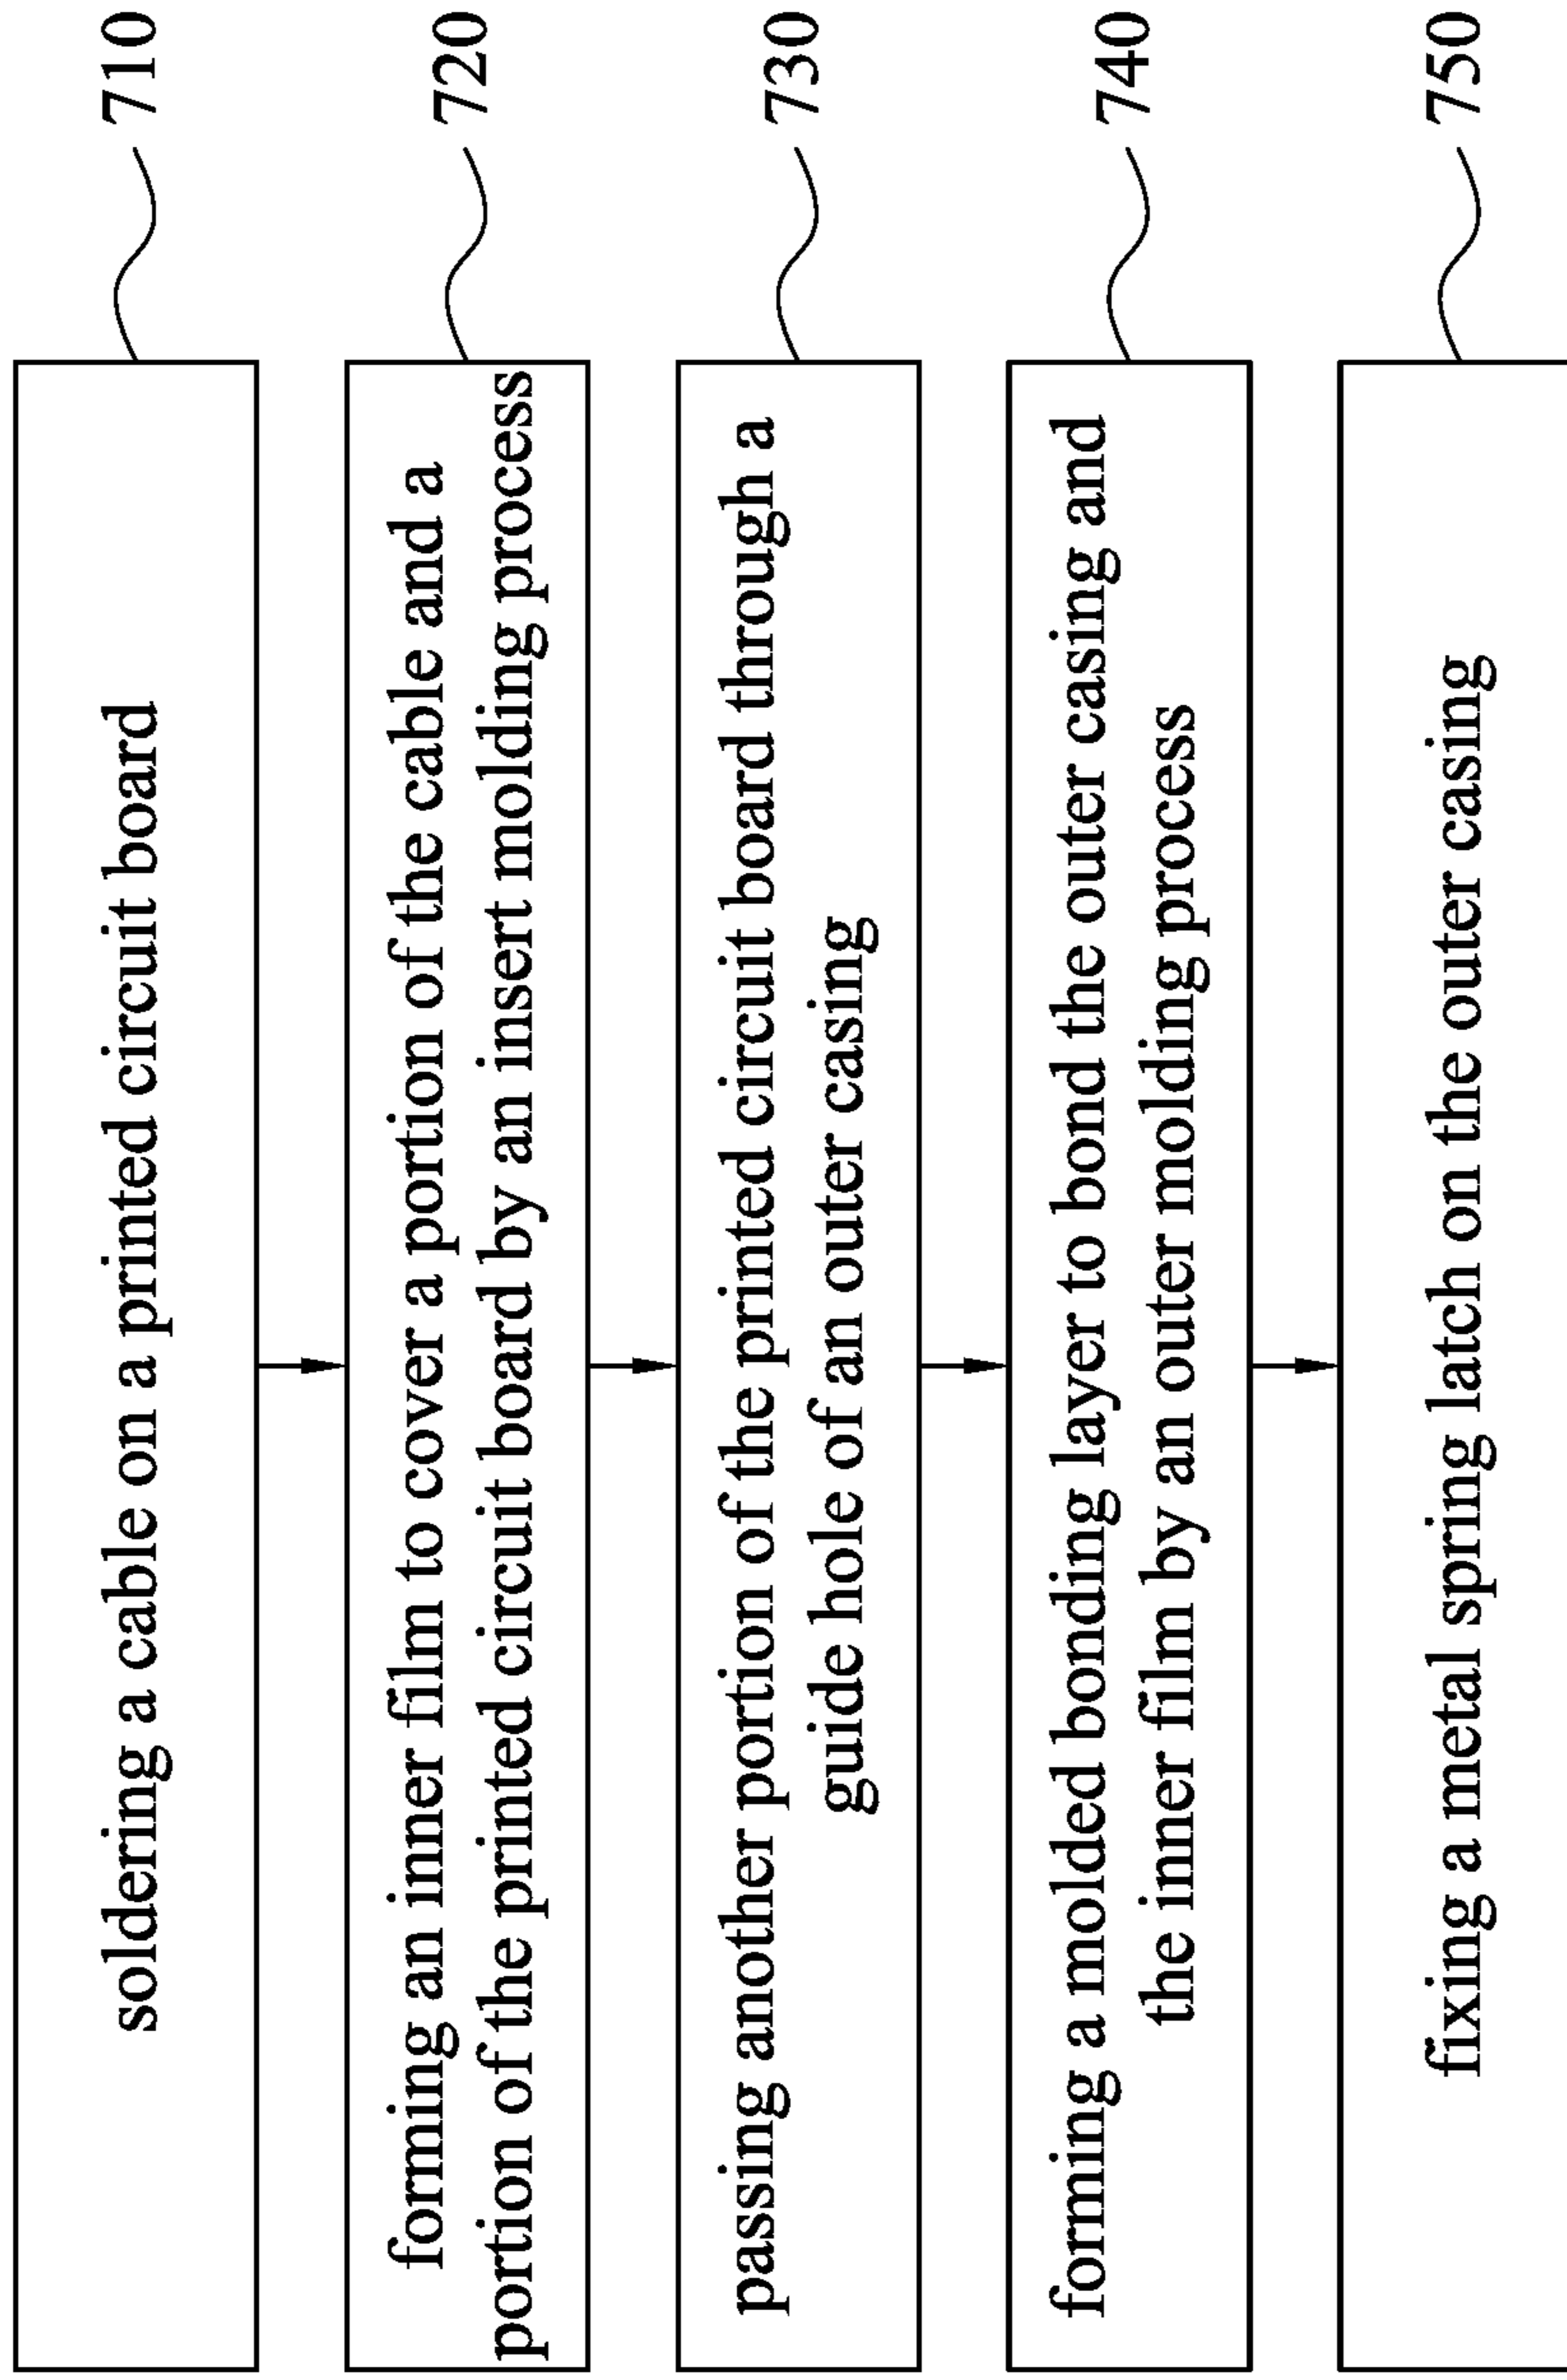 soldering a cable on a printed circuit board
710
forming an inner film to cover a portion of the cable and a
portion of the printed circuit board by an insert molding process
720
passing another portion of the printed circuit board through a
guide hole of an outer casing
730
forming a molded bonding layer to bond the outer casing and
the inner film by an outer molding process
740
fixing a metal spring latch on the outer casing
750